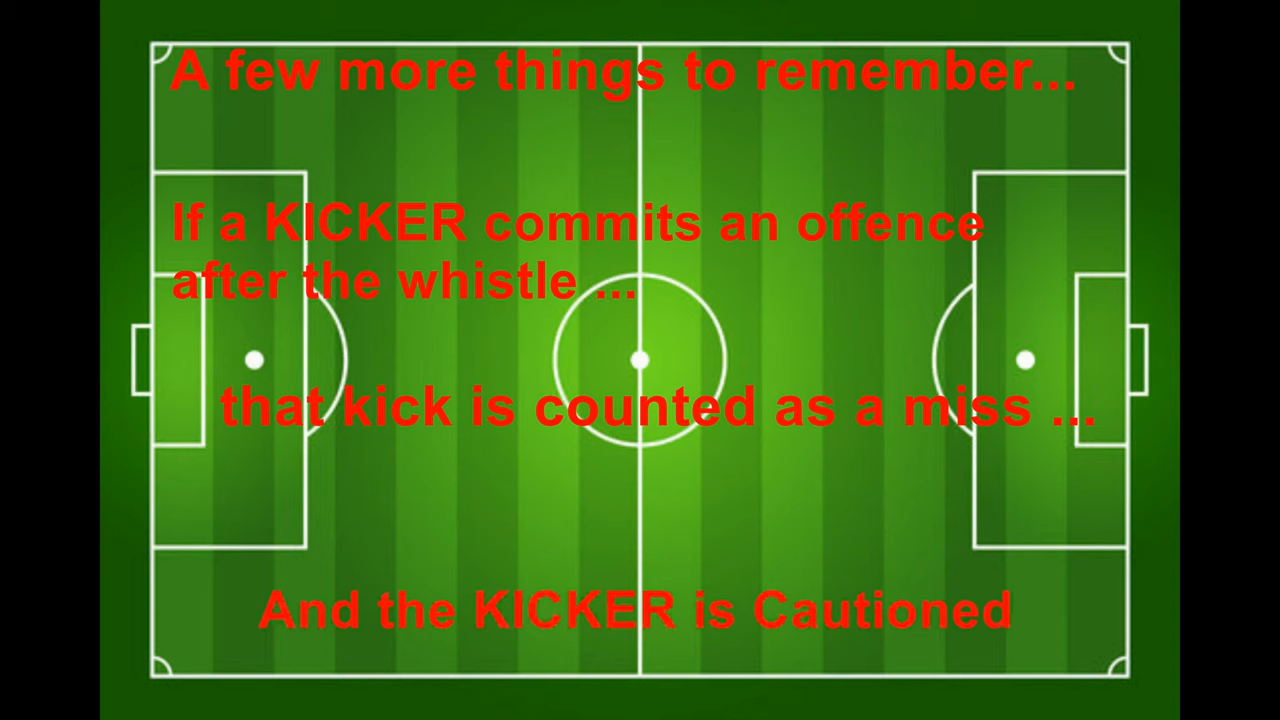 A few more things to remember...
If a KICKER commits an offence
after the whistle ...
that kick is counted as a miss ...
And the KICKER is Cautioned